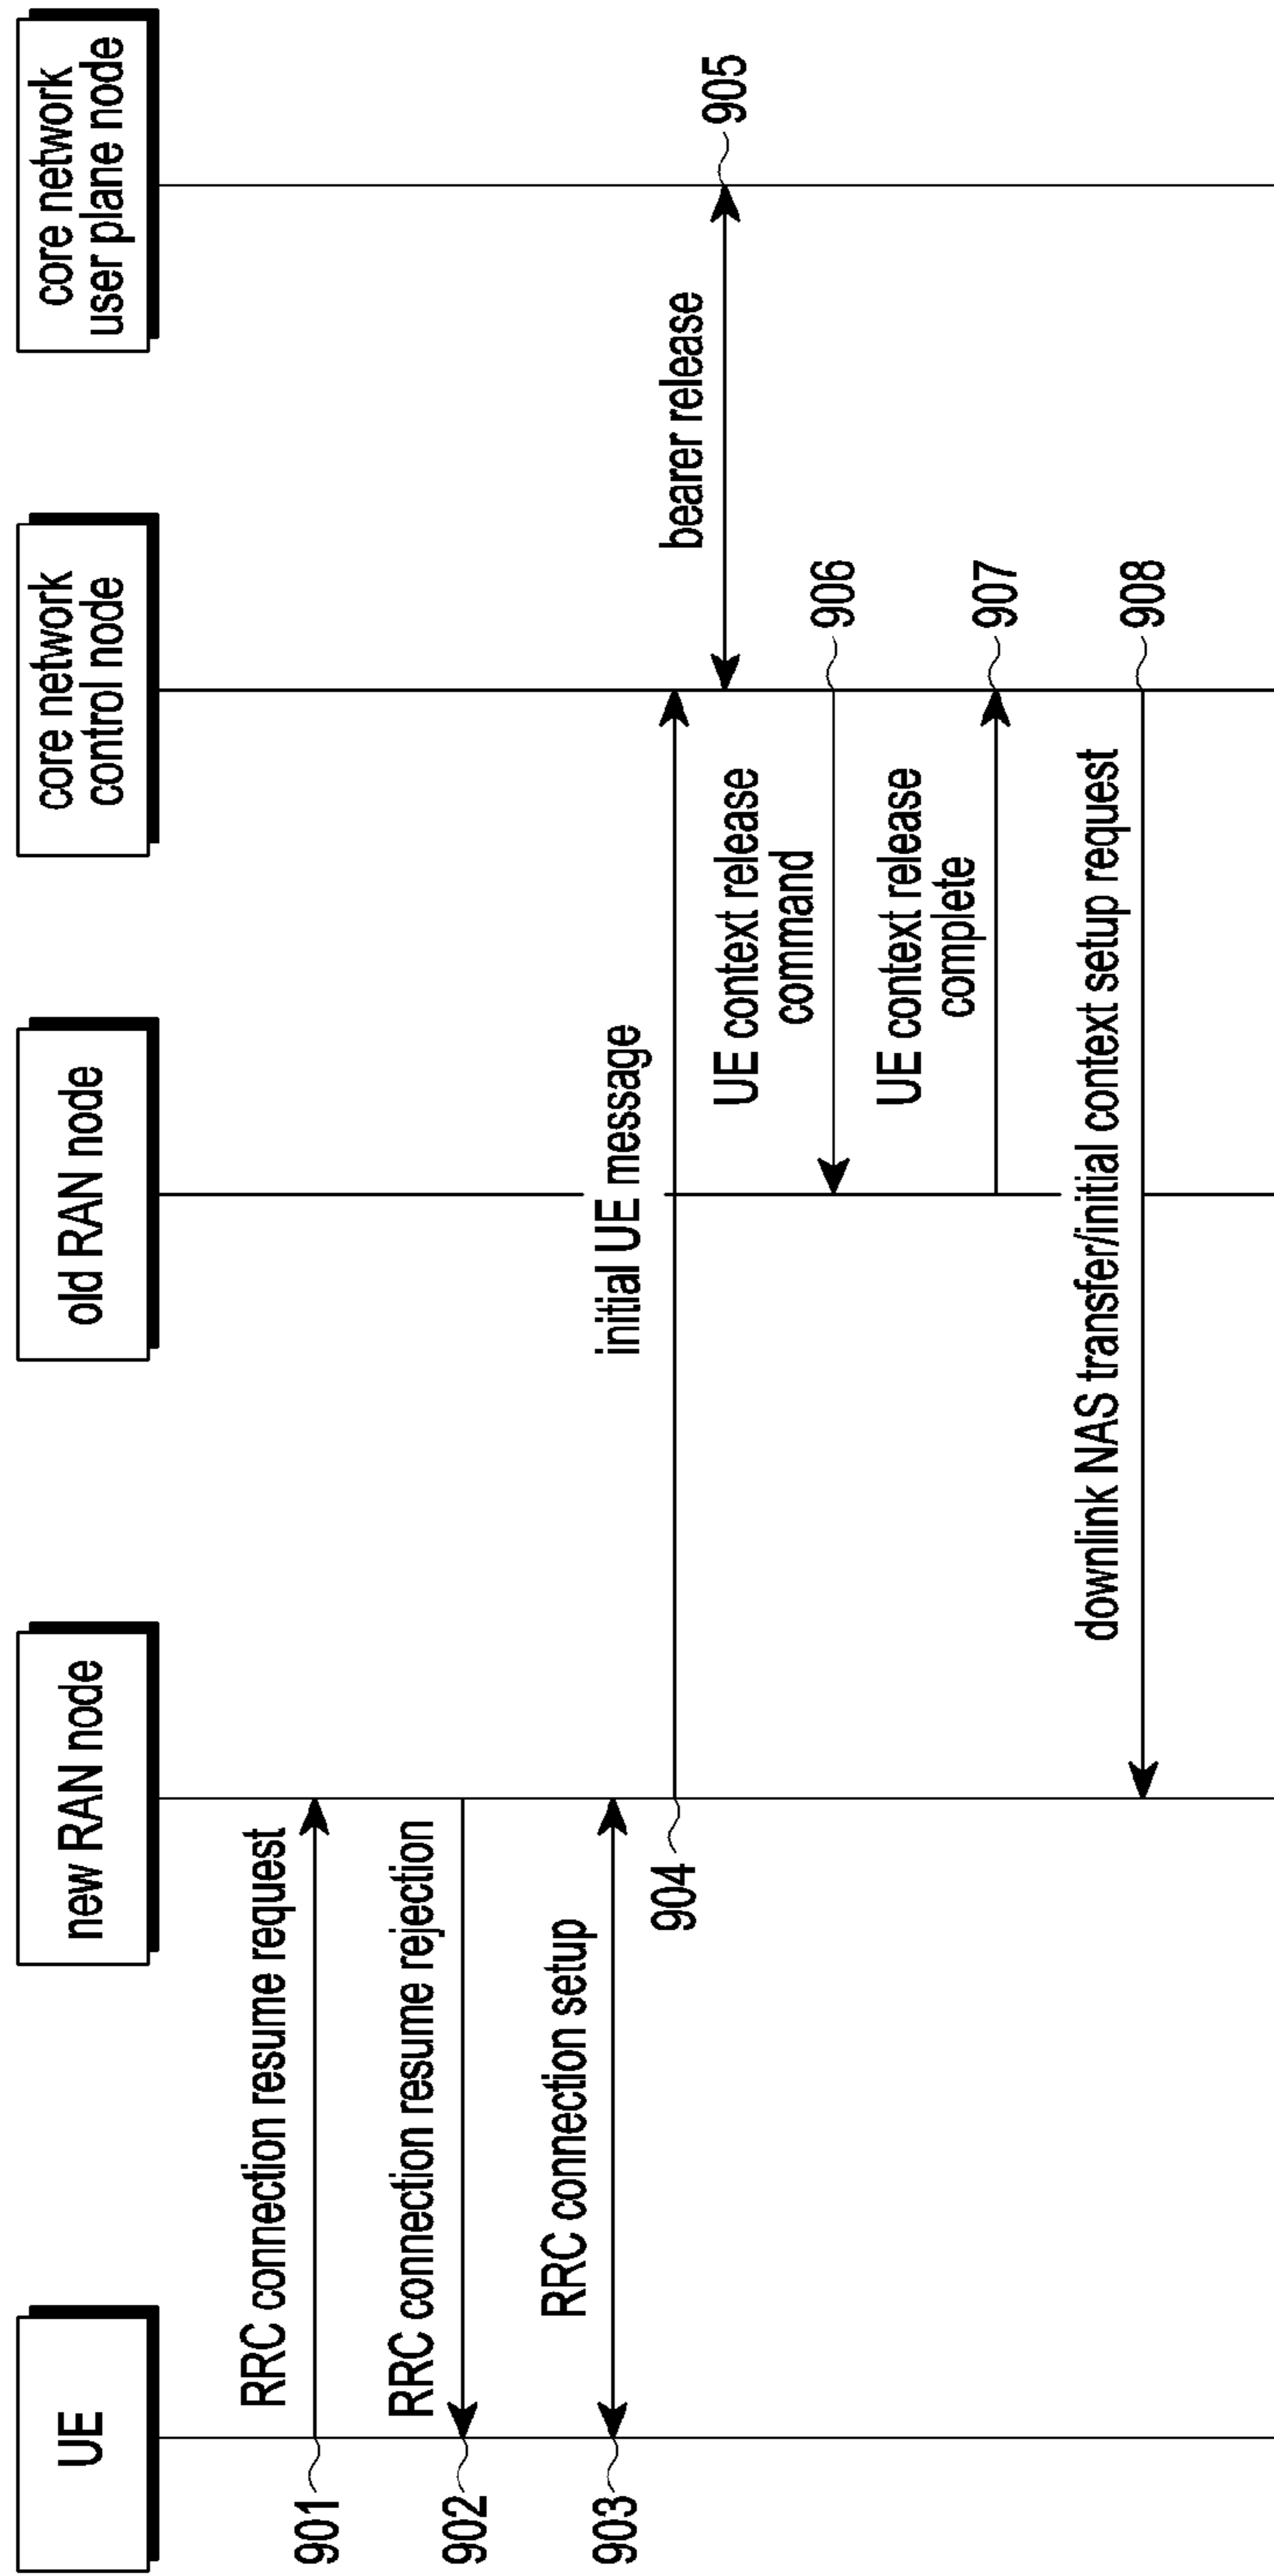 UE
new RAN node
old RAN node
core network
control node
core network
user plane node
RRC connection resume request
901
RRC connection resume rejection
902
RRC connection setup
903
initial UE message
904
bearer release
905
UE context release
command
906
UE context release
complete
907
downlink NAS transfer/initial context setup request
908